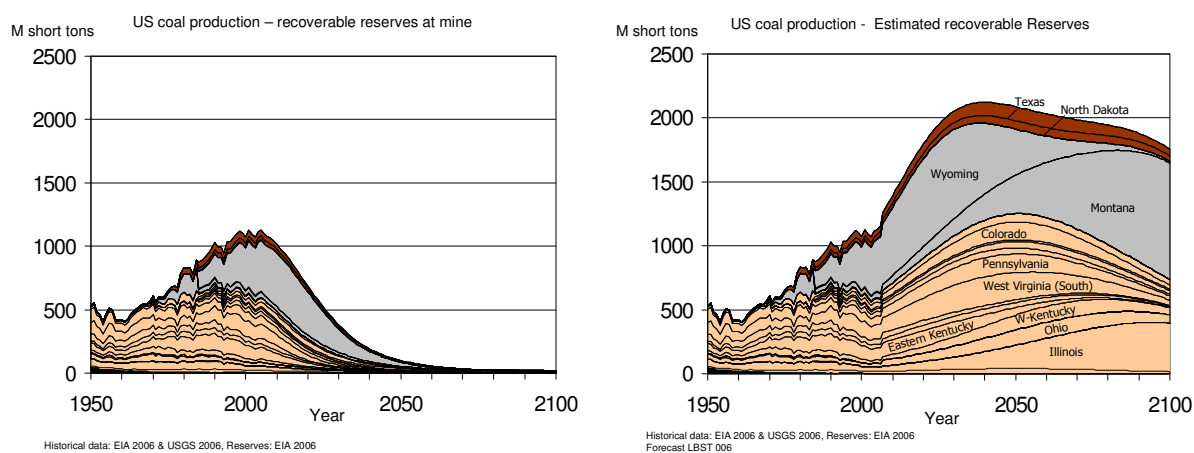 US coal production – recoverable reserves at mine
M short tons
2500
2000
1500
1000
500
0
1950
2000
2050
2100
Year
Historical data: EIA 2006 & USGS 2006, Reserves: EIA 2006
US coal production - Estimated recoverable Reserves
M short tons
2500
2000
1500
1000
500
0
Texas
North Dakota
Wyoming
Montana
Colorado
Pennsylvania
West Virginia (South)
Eastern Kentucky
W-Kentucky
Ohio
Illinois
1950
2000
2050
2100
Year
Historical data: EIA 2006 & USGS 2006, Reserves: EIA 2006
Forecast LBST 006